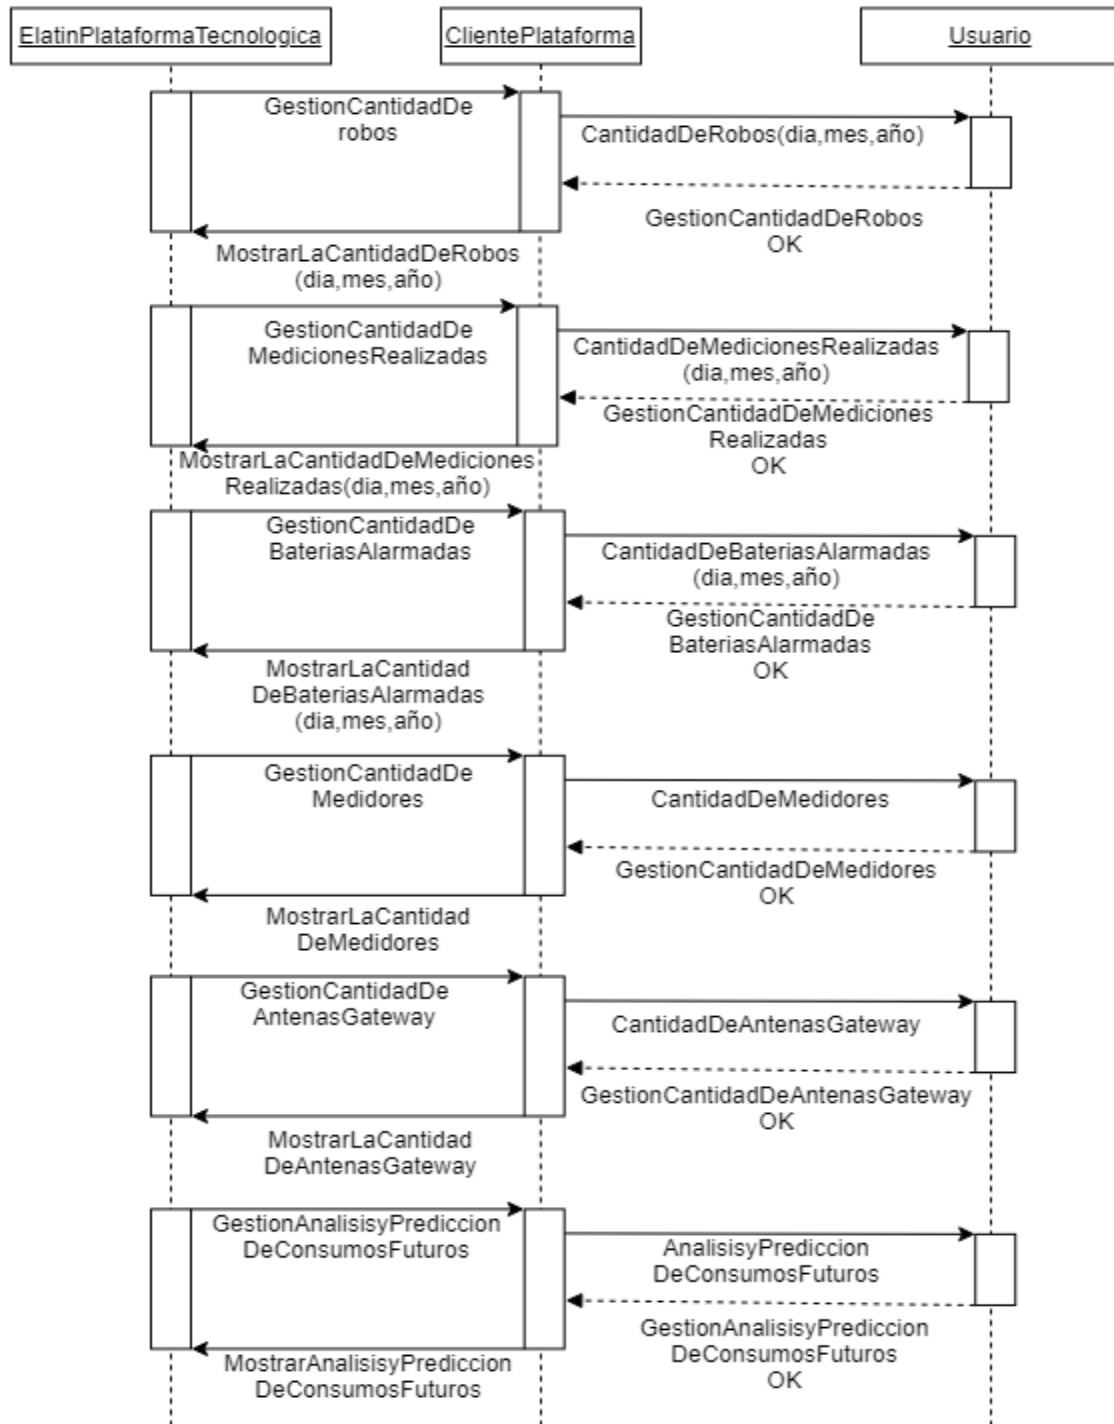 ElatinPlataformaTecnologica
ClientePlataforma
Usuario
GestionCantidadDe
robos
CantidadDeRobos(dia,mes,año)
GestionCantidadDeRobos
OK
MostrarLaCantidadDeRobos
(dia,mes,año)
GestionCantidadDe
MedicionesRealizadas
CantidadDeMedicionesRealizadas
(dia,mes,año)
GestionCantidadDeMediciones
Realizadas
OK
MostrarLaCantidadDeMediciones
Realizadas(dia,mes,año)
GestionCantidadDe
BateriasAlarmadas
CantidadDeBateriasAlarmadas
(dia,mes,año)
GestionCantidadDe
BateriasAlarmadas
OK
MostrarLaCantidad
DeBateriasAlarmadas
(dia,mes,año)
GestionCantidadDe
Medidores
CantidadDeMedidores
GestionCantidadDeMedidores
OK
MostrarLaCantidad
DeMedidores
GestionCantidadDe
AntenasGateway
CantidadDeAntenasGateway
GestionCantidadDeAntenasGateway
OK
MostrarLaCantidad
DeAntenasGateway
GestionAnalisisyPrediccion
DeConsumosFuturos
AnalisisyPrediccion
DeConsumosFuturos
GestionAnalisisyPrediccion
DeConsumosFuturos
OK
MostrarAnalisisyPrediccion
DeConsumosFuturos